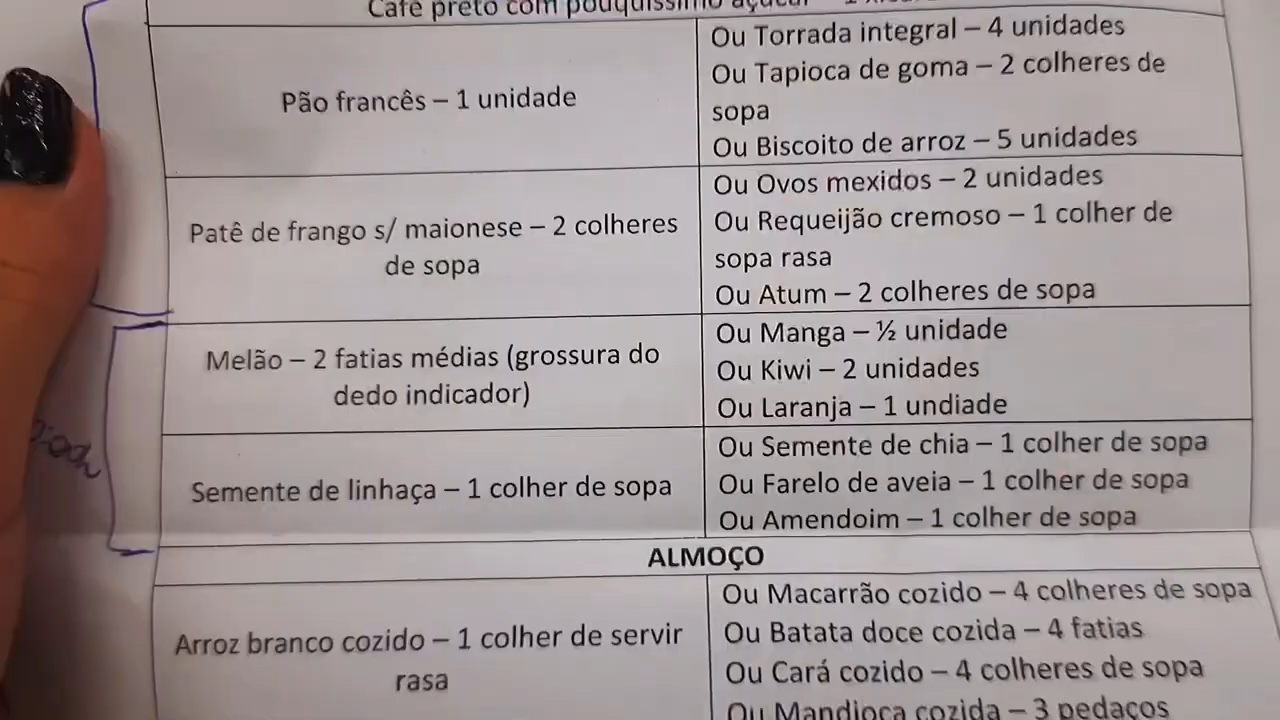 Café preto com pouquíssimo açúcar – 1
Pão francês – 1 unidade
Ou Torrada integral – 4 unidades
Ou Tapioca de goma – 2 colheres de
sopa
Ou Biscoito de arroz – 5 unidades
Patê de frango s/ maionese – 2 colheres
de sopa
Ou Ovos mexidos – 2 unidades
Ou Requeijão cremoso – 1 colher de
sopa rasa
Ou Atum – 2 colheres de sopa
Melão – 2 fatias médias (grossura do
dedo indicador)
Ou Manga – ½ unidade
Ou Kiwi – 2 unidades
Ou Laranja – 1 undiade
Semente de linhaça – 1 colher de sopa
Ou Semente de chia – 1 colher de sopa
Ou Farelo de aveia – 1 colher de sopa
Ou Amendoim – 1 colher de sopa
ALMOÇO
Arroz branco cozido – 1 colher de servir
rasa
Ou Macarrão cozido – 4 colheres de sopa
Ou Batata doce cozida – 4 fatias
Ou Cará cozido – 4 colheres de sopa
Ou Mandioca cozida – 3 pedaços